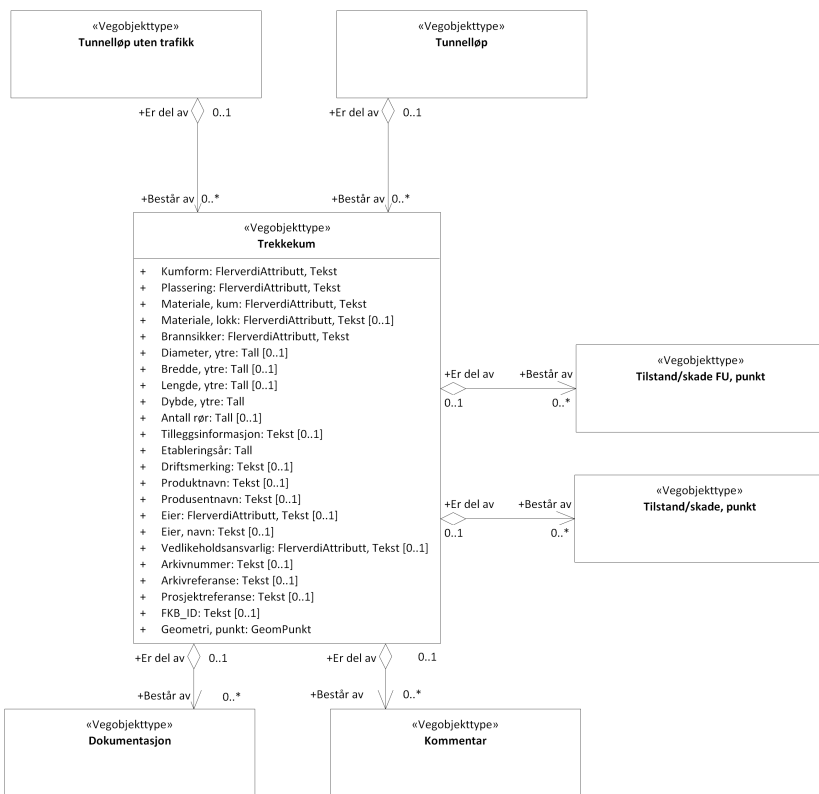 «Vegobjekttype»
Tunnelløp uten trafikk
«Vegobjekttype»
Tunnelløp
+Er del av 0..1
+Er del av 0..1
+Består av 0..*
+Består av 0..*
«Vegobjekttype»
Trekkekum
+ Kumform: FlerverdiAttributt, Tekst
+ Plassering: FlerverdiAttributt, Tekst
+ Materiale, kum: FlerverdiAttributt, Tekst
+ Materiale, lokk: FlerverdiAttributt, Tekst [0..1]
+ Brannsikker: FlerverdiAttributt, Tekst
+ Diameter, ytre: Tall [0..1]
+ Bredde, ytre: Tall [0..1]
+ Lengde, ytre: Tall [0..1]
+ Dybde, ytre: Tall
+ Antall rør: Tall [0..1]
+ Tilleggsinformasjon: Tekst [0..1]
+ Etableringsår: Tall
+ Driftsmerking: Tekst [0..1]
+ Produktnavn: Tekst [0..1]
+ Produsentnavn: Tekst [0..1]
+ Eier: FlerverdiAttributt, Tekst [0..1]
+ Eier, navn: Tekst [0..1]
+ Vedlikeholdsansvarlig: FlerverdiAttributt, Tekst [0..1]
+ Arkivnummer: Tekst [0..1]
+ Arkivreferanse: Tekst [0..1]
+ Prosjektreferanse: Tekst [0..1]
+ FKB_ID: Tekst [0..1]
+ Geometri, punkt: GeomPunkt
+Er del av +Består av
0..1 0..*
«Vegobjekttype»
Tilstand/skade FU, punkt
+Er del av +Består av
0..1 0..*
«Vegobjekttype»
Tilstand/skade, punkt
+Er del av 0..1
+Er del av 0..1
+Består av 0..*
+Består av 0..*
«Vegobjekttype»
Dokumentasjon
«Vegobjekttype»
Kommentar